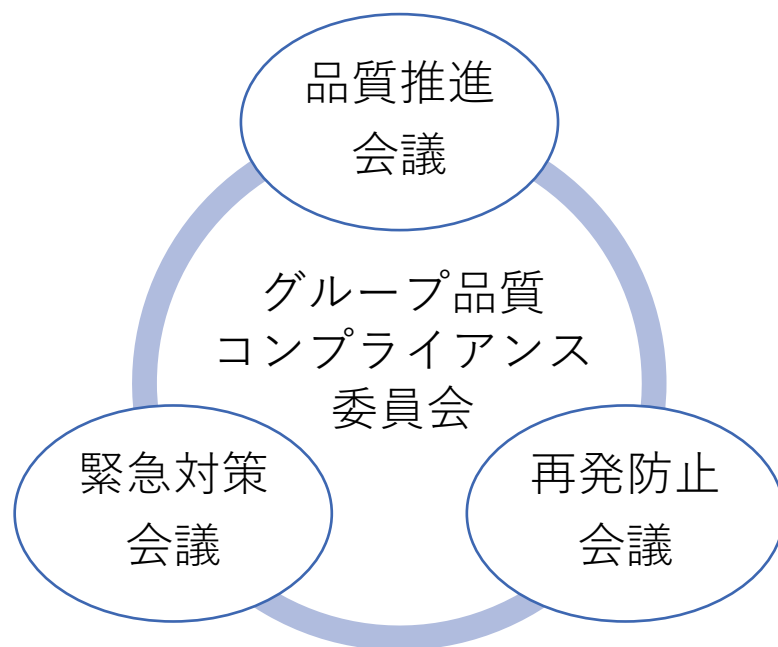 品質推進
会議
グループ品質
コンプライアンス
委員会
緊急対策
会議
再発防止
会議